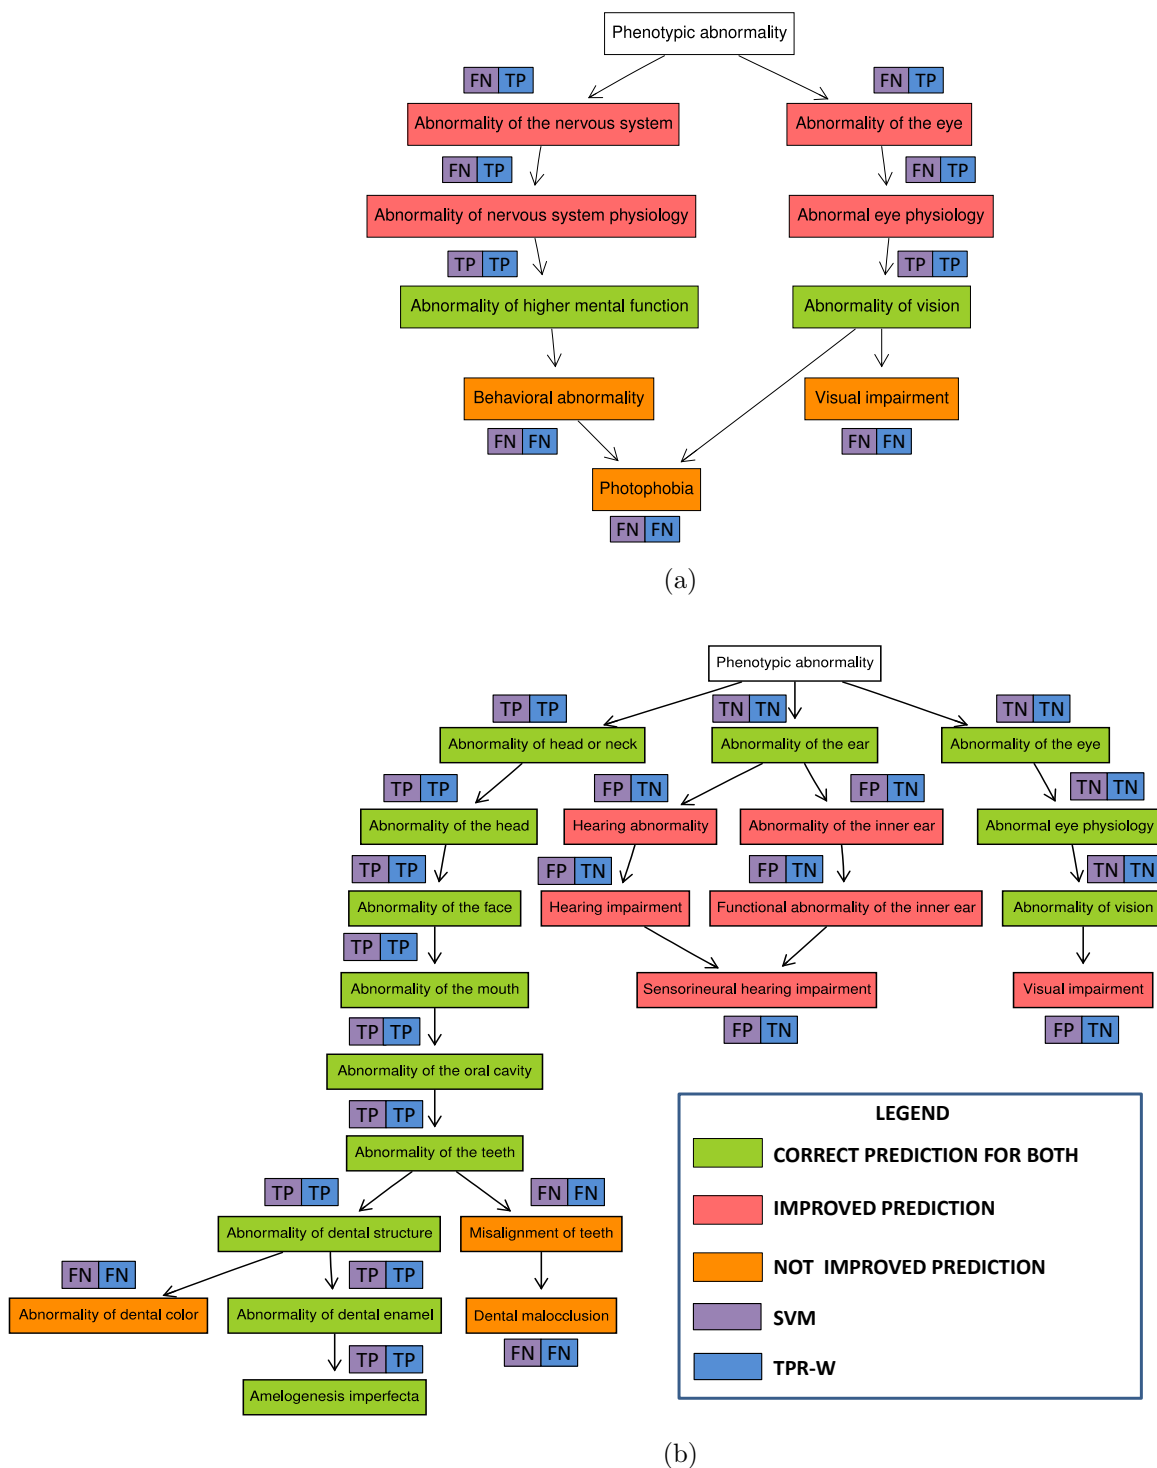 Phenotypic abnormality
FN TP
FN TP
Abnormality of the nervous system
Abnormality of the eye
FN TP
FN TP
Abnormality of nervous system physiology
Abnormal eye physiology
TP TP
TP TP
Abnormality of higher mental function
Abnormality of vision
Behavioral abnormality
Visual impairment
FN FN
FN FN
Photophobia
FN FN
(a)
Phenotypic abnormality
TP TP
TN TN
TN TN
Abnormality of head or neck
Abnormality of the ear
Abnormality of the eye
TP TP
FP TN
FP TN
TN TN
Abnormality of the head
Hearing abnormality
Abnormality of the inner ear
Abnormal eye physiology
TP TP
FP TN
FP TN
TN TN
Abnormality of the face
Hearing impairment
Functional abnormality of the inner ear
Abnormality of vision
TP TP
Abnormality of the mouth
Sensorineural hearing impairment
Visual impairment
TP TP
FP TN
FP TN
Abnormality of the oral cavity
TP TP
Abnormality of the teeth
TP TP
FN FN
Abnormality of dental structure
Misalignment of teeth
FN FN
TP TP
Abnormality of dental color
Abnormality of dental enamel
Dental malocclusion
TP TP
FN FN
Amelogenesis imperfecta
LEGEND
CORRECT PREDICTION FOR BOTH
IMPROVED PREDICTION
NOT IMPROVED PREDICTION
SVM
TPR-W
(b)